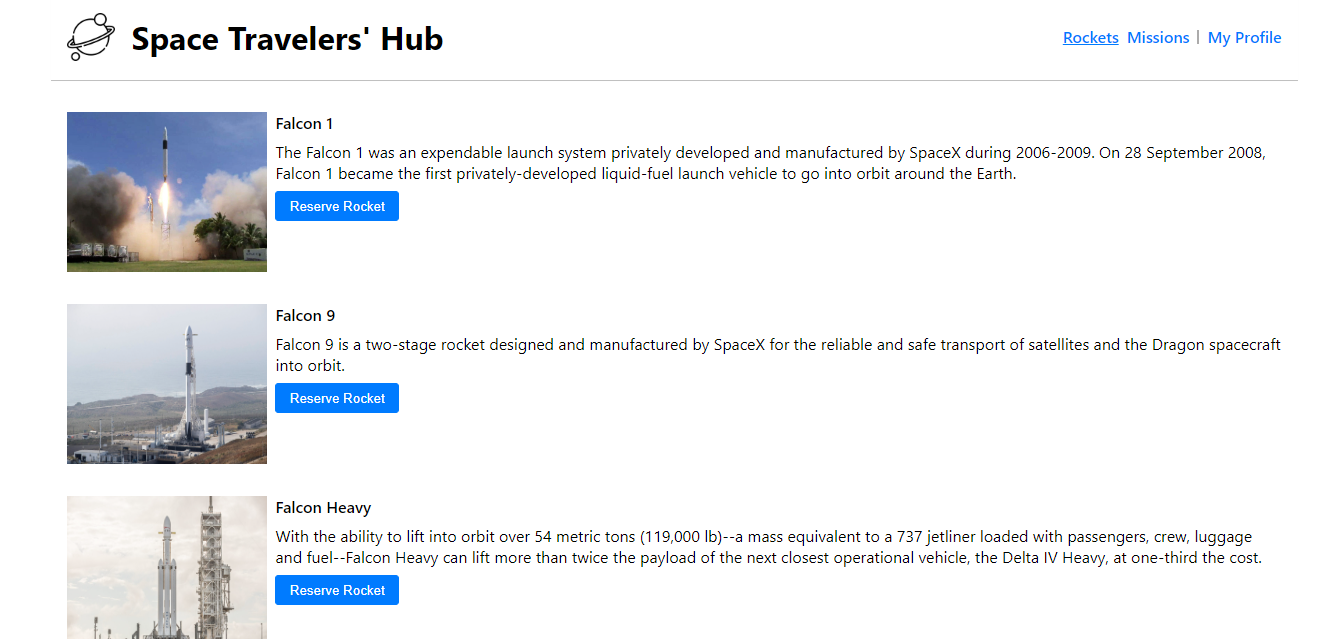 Space Travelers' Hub
Rockets Missions | My Profile
Falcon 1
The Falcon 1 was an expendable launch system privately developed and manufactured by SpaceX during 2006-2009. On 28 September 2008,
Falcon 1 became the first privately-developed liquid-fuel launch vehicle to go into orbit around the Earth.
Reserve Rocket
Falcon 9
Falcon 9 is a two-stage rocket designed and manufactured by SpaceX for the reliable and safe transport of satellites and the Dragon spacecraft
into orbit.
Reserve Rocket
Falcon Heavy
With the ability to lift into orbit over 54 metric tons (119,000 lb)--a mass equivalent to a 737 jetliner loaded with passengers, crew, luggage
and fuel--Falcon Heavy can lift more than twice the payload of the next closest operational vehicle, the Delta IV Heavy, at one-third the cost.
Reserve Rocket